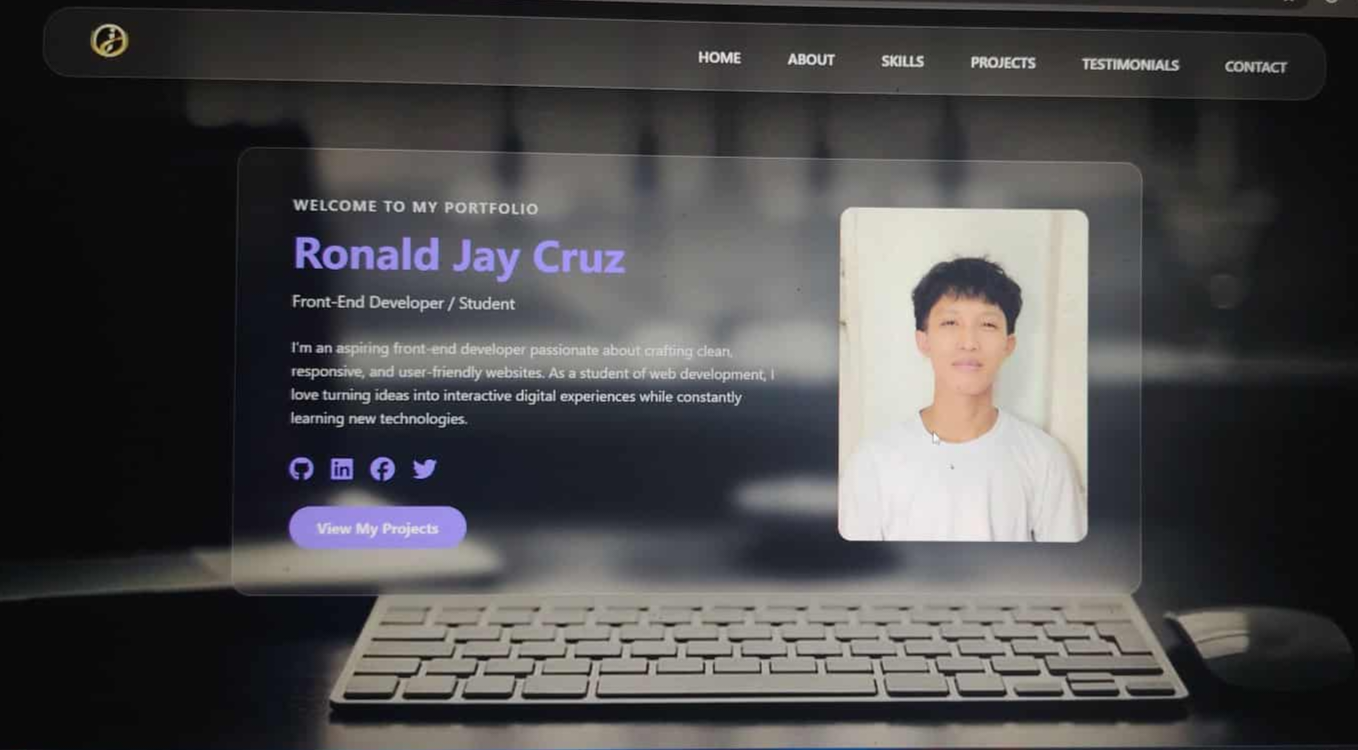 HOME ABOUT SKILLS PROJECTS TESTIMONIALS CONTACT
WELCOME TO MY PORTFOLIO
Ronald Jay Cruz
Front-End Developer / Student
I'm an aspiring front-end developer passionate about crafting clean,
responsive, and user-friendly websites. As a student of web development, I
love turning ideas into interactive digital experiences while constantly
learning new technologies.
in
View My Projects